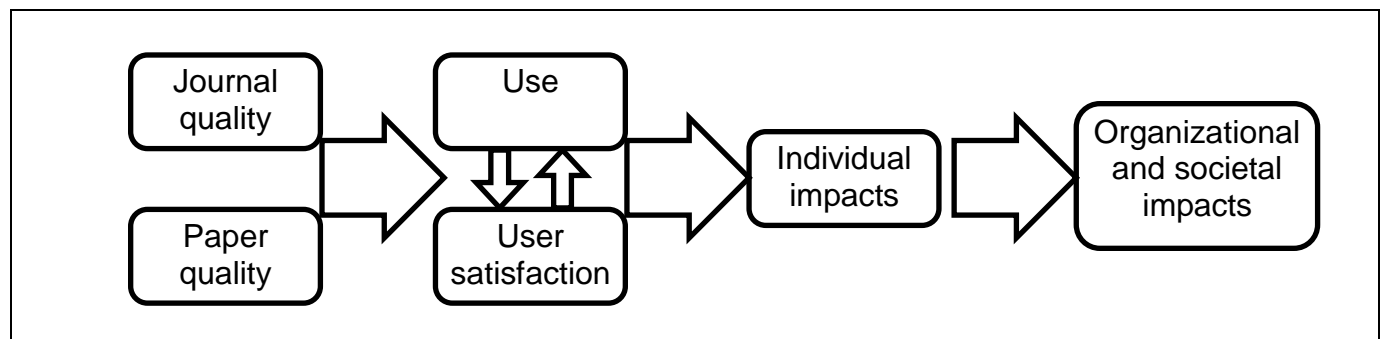 Journal
quality
Paper
quality
Use
User
satisfaction
Individual
impacts
Organizational
and societal
impacts